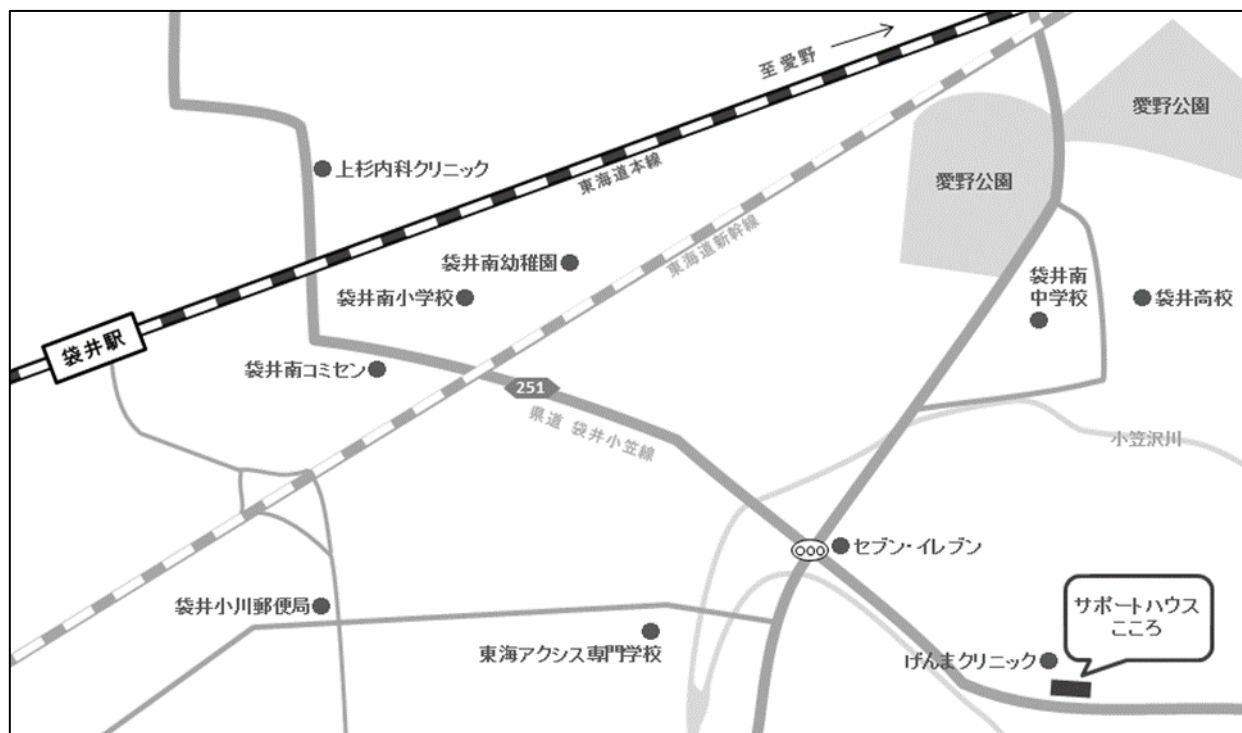 至 愛野
愛野公園
上杉内科クリニック
東海道本線
愛野公園
東海道新幹線
袋井南幼稚園
袋井南
中学校
袋井南小学校
袋井高校
袋井駅
袋井南コミセン
251
県道 袋井小笠線
小笠沢川
セブン・イレブン
袋井小川郵便局
サポートハウス
こころ
東海アクシス専門学校
げんまクリニック